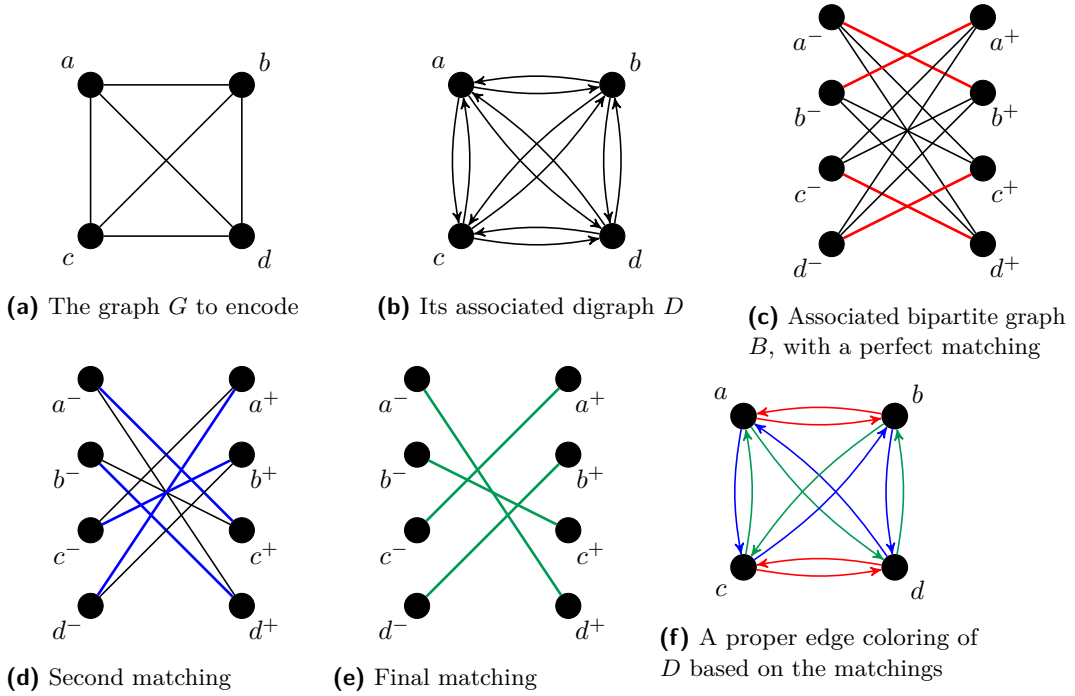 a b
c d
(a) The graph G to encode
a b
c d
(b) Its associated digraph D
a⁻ a⁺
b⁻ b⁺
c⁻ c⁺
d⁻ d⁺
(c) Associated bipartite graph
B, with a perfect matching
a⁻ a⁺
b⁻ b⁺
c⁻ c⁺
d⁻ d⁺
(d) Second matching
a⁻ a⁺
b⁻ b⁺
c⁻ c⁺
d⁻ d⁺
(e) Final matching
a b
c d
(f) A proper edge coloring of
D based on the matchings